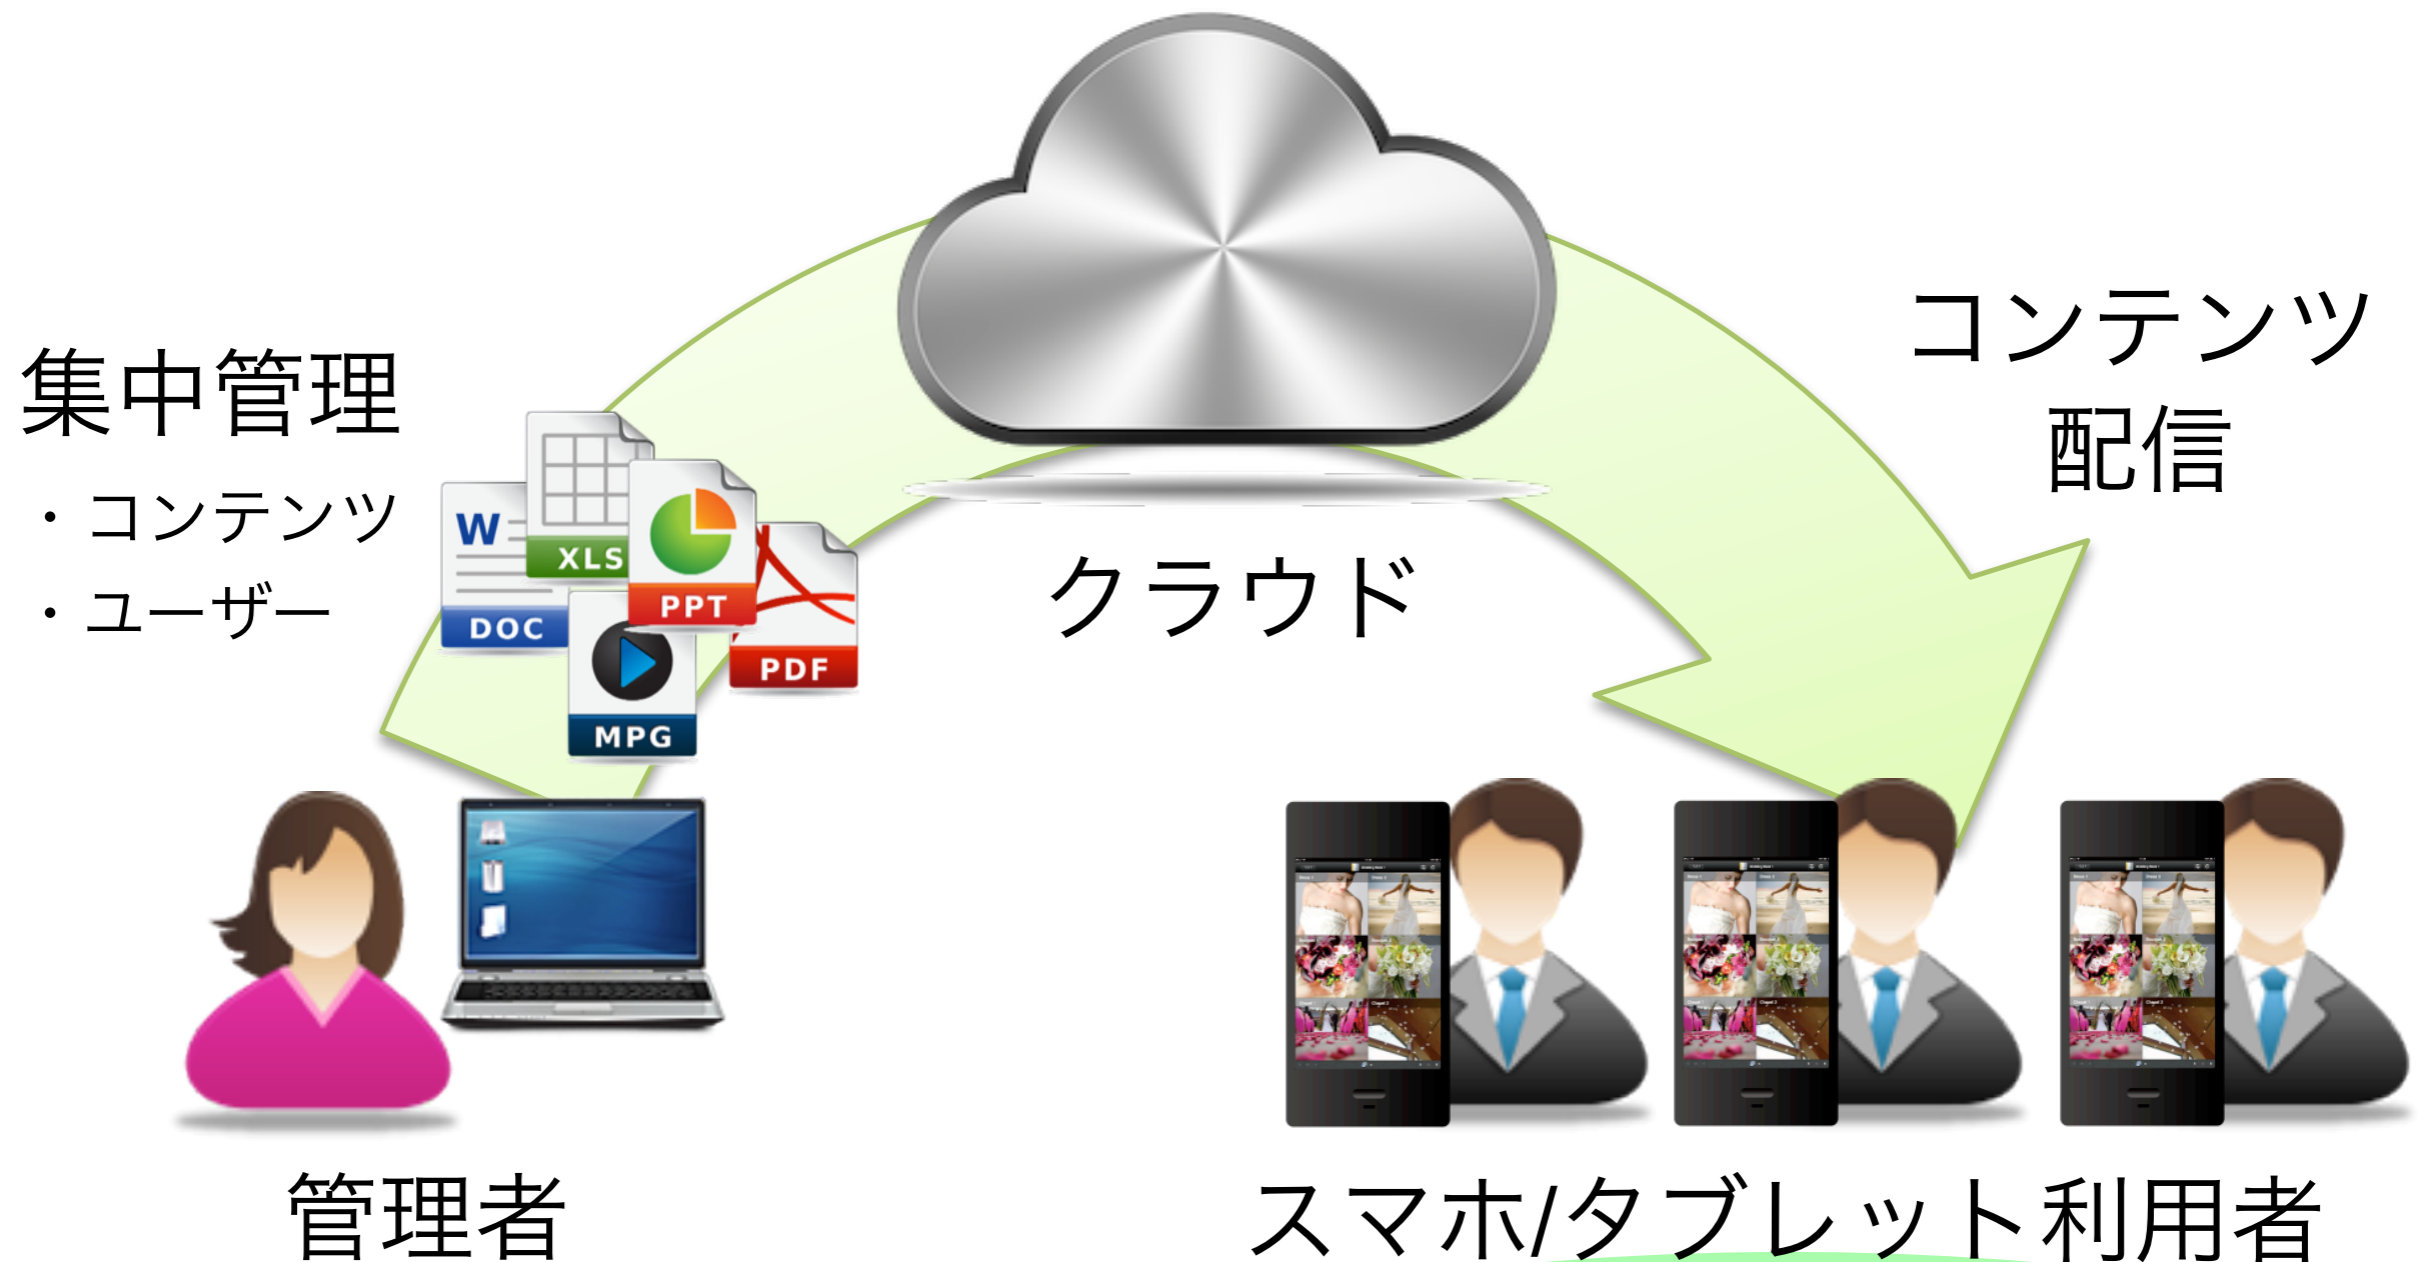 集中管理
・コンテンツ
・ユーザー
W
DOC
XLS
PPT
PDF
MPG
クラウド
コンテンツ
配信
管理者
スマホ/タブレット利用者